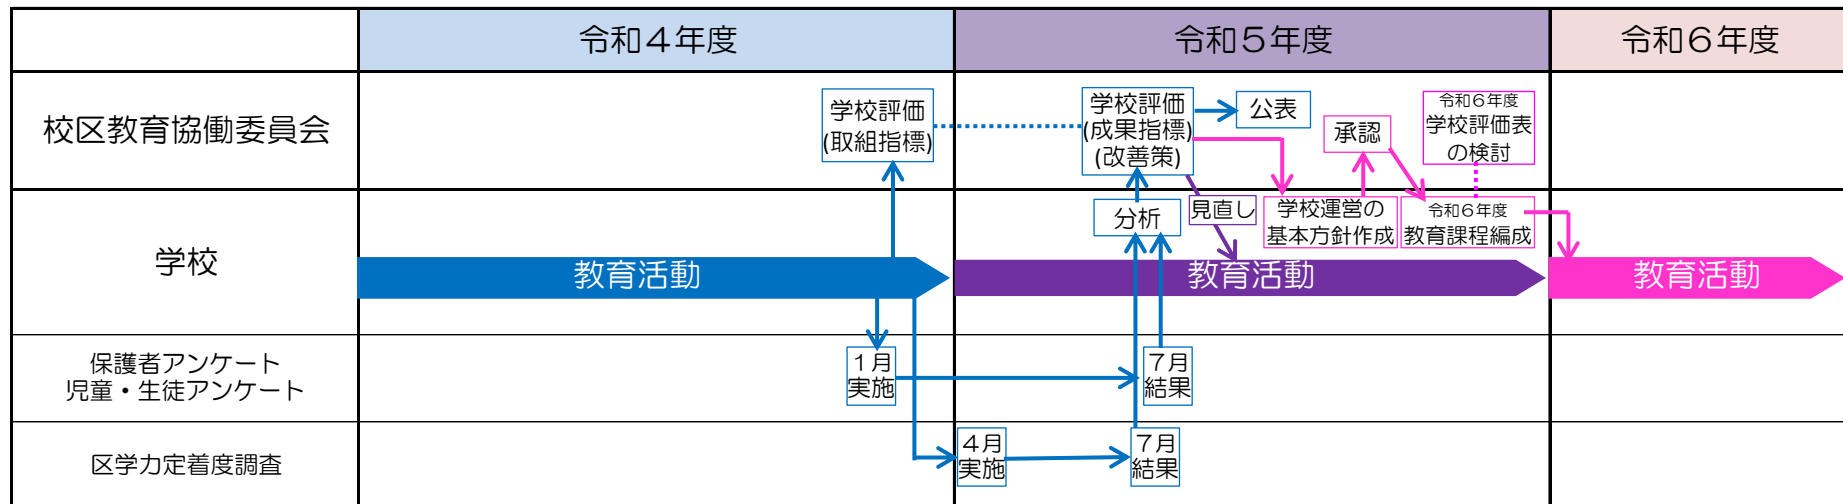 令和４年度
令和５年度
令和６年度
校区教育協働委員会
学校評価
(取組指標)
学校評価
(成果指標)
(改善策)
公表
承認
令和６年度
学校評価表
の検討
学校
分析
見直し
学校運営の
基本方針作成
令和６年度
教育課程編成
教育活動
教育活動
教育活動
保護者アンケート
児童・生徒アンケート
１月
実施
７月
結果
区学力定着度調査
４月
実施
７月
結果